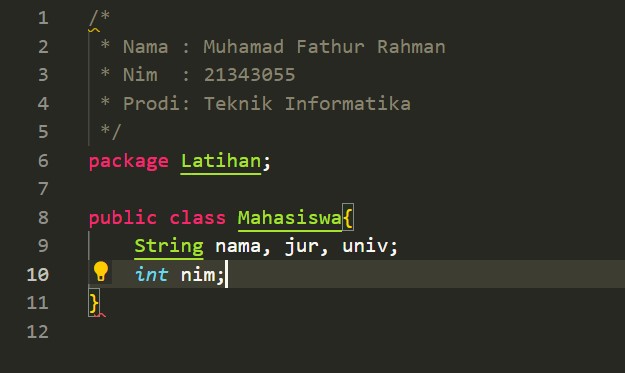 1 /*
2  * Nama : Muhamad Fathur Rahman
3  * Nim  : 21343055
4  * Prodi: Teknik Informatika
5  */
6 package Latihan;
7
8 public class Mahasiswa{
9     String nama, jur, univ;
10     int nim;
11 }
12